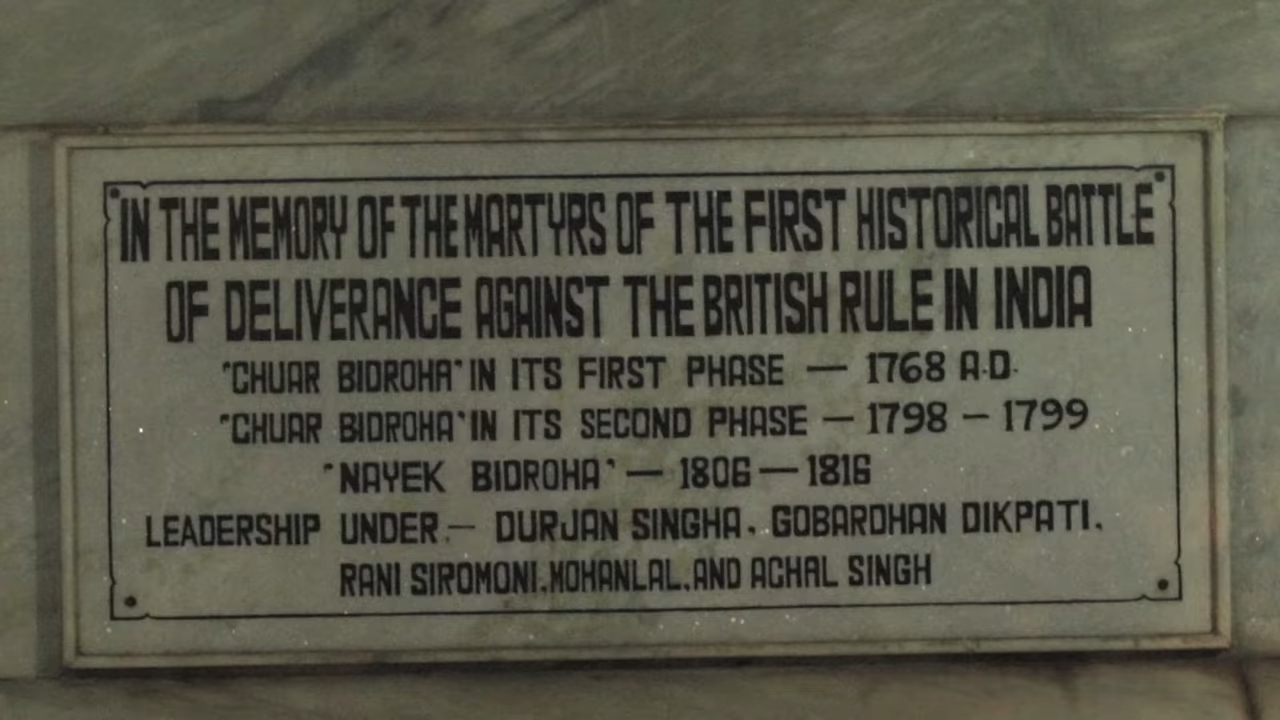 "IN THE MEMORY OF THE MARTYRS OF THE FIRST HISTORICAL BATTLE"
OF DELIVERANCE AGAINST THE BRITISH RULE IN INDIA
"CHUAR BIDROHA" IN ITS FIRST PHASE — 1768 A.D.
"CHUAR BIDROHA" IN ITS SECOND PHASE — 1798 — 1799
"NAYEK BIDROHA" — 1806 — 1816
LEADERSHIP UNDER:— DURJAN SINGHA, GOBARDHAN DIKPATI,
RANI SIROMONI, MOHANLAL, AND ACHAL SINGH